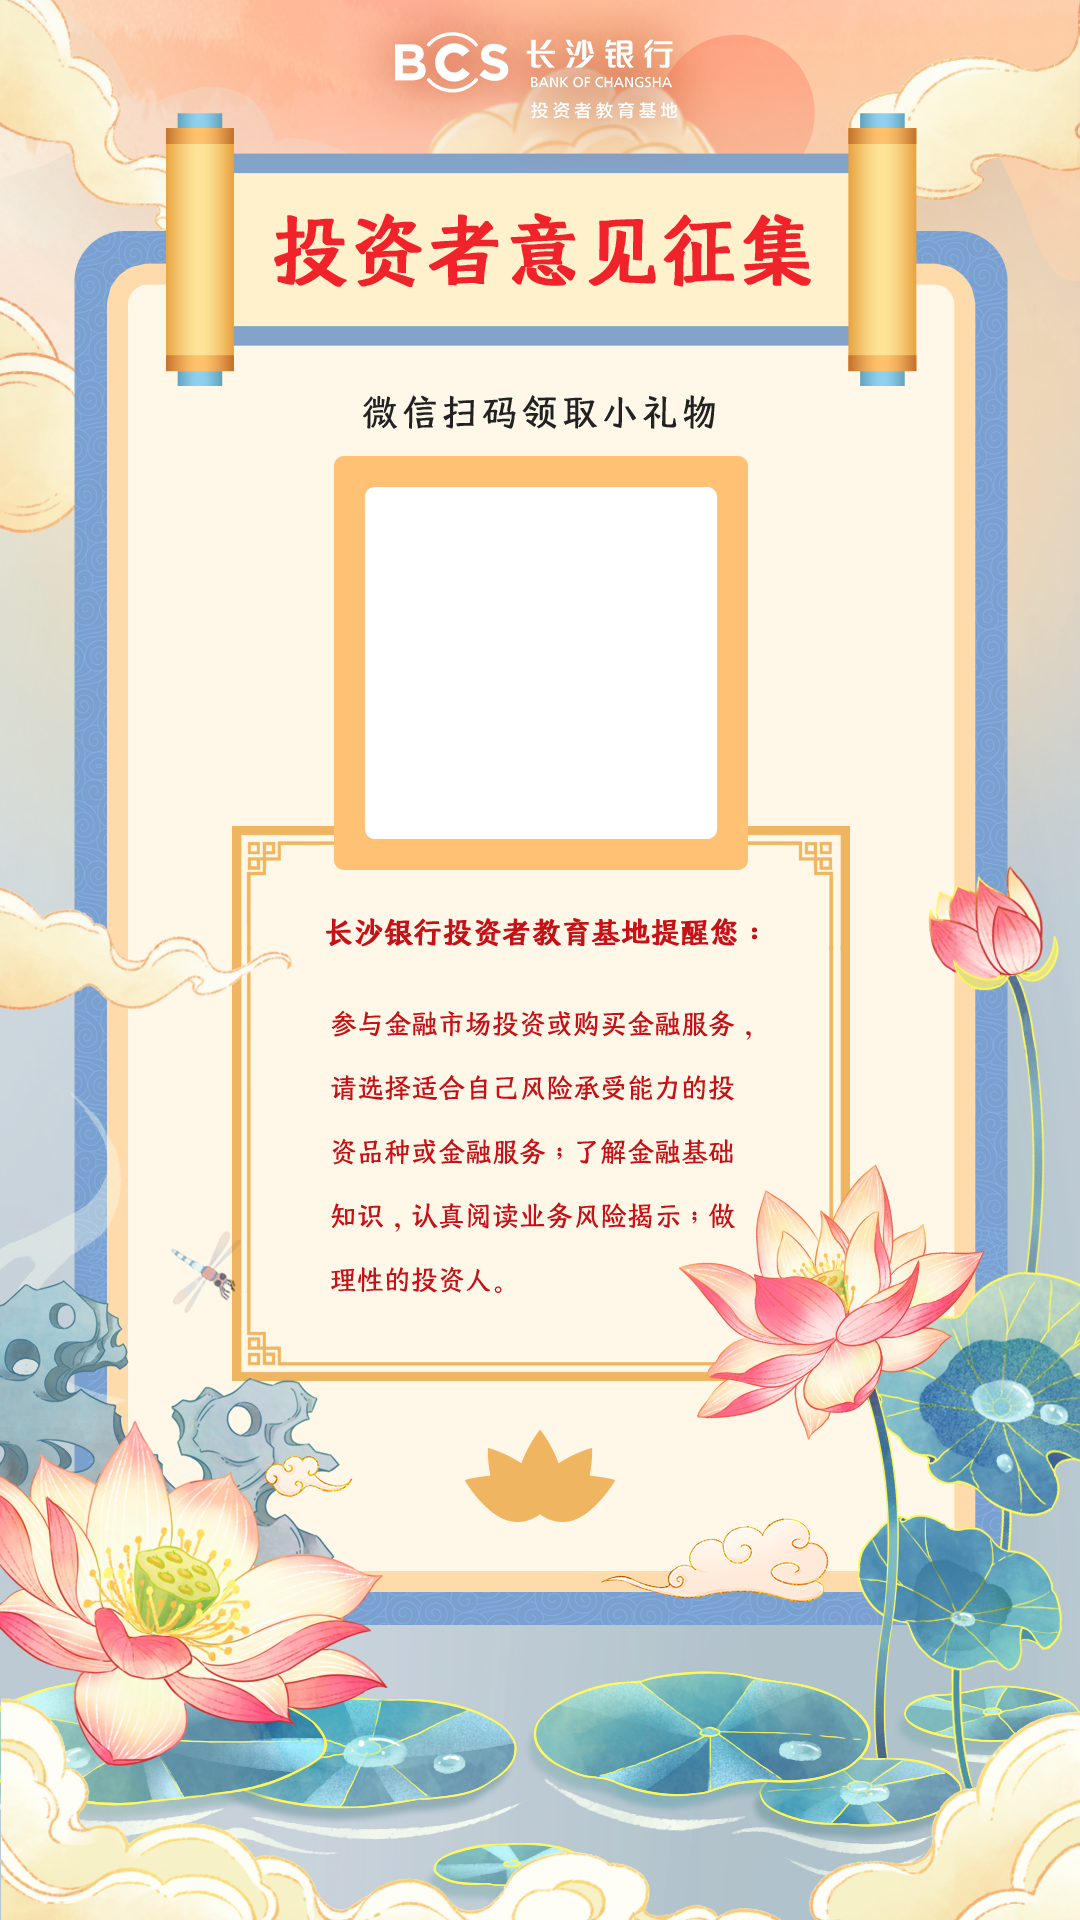 BCS 长沙银行
BANK OF CHANGSHA
投资者教育基地
投资者意见征集
微信扫码领取小礼物
长沙银行投资者教育基地提醒您：
参与金融市场投资或购买金融服务，
请选择适合自己风险承受能力的投
资品种或金融服务；了解金融基础
知识，认真阅读业务风险揭示；做
理性的投资人。